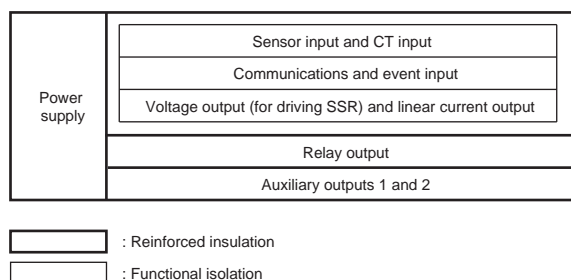 Power
supply
Sensor input and CT input
Communications and event input
Voltage output (for driving SSR) and linear current output
Relay output
Auxiliary outputs 1 and 2
: Reinforced insulation
: Functional isolation